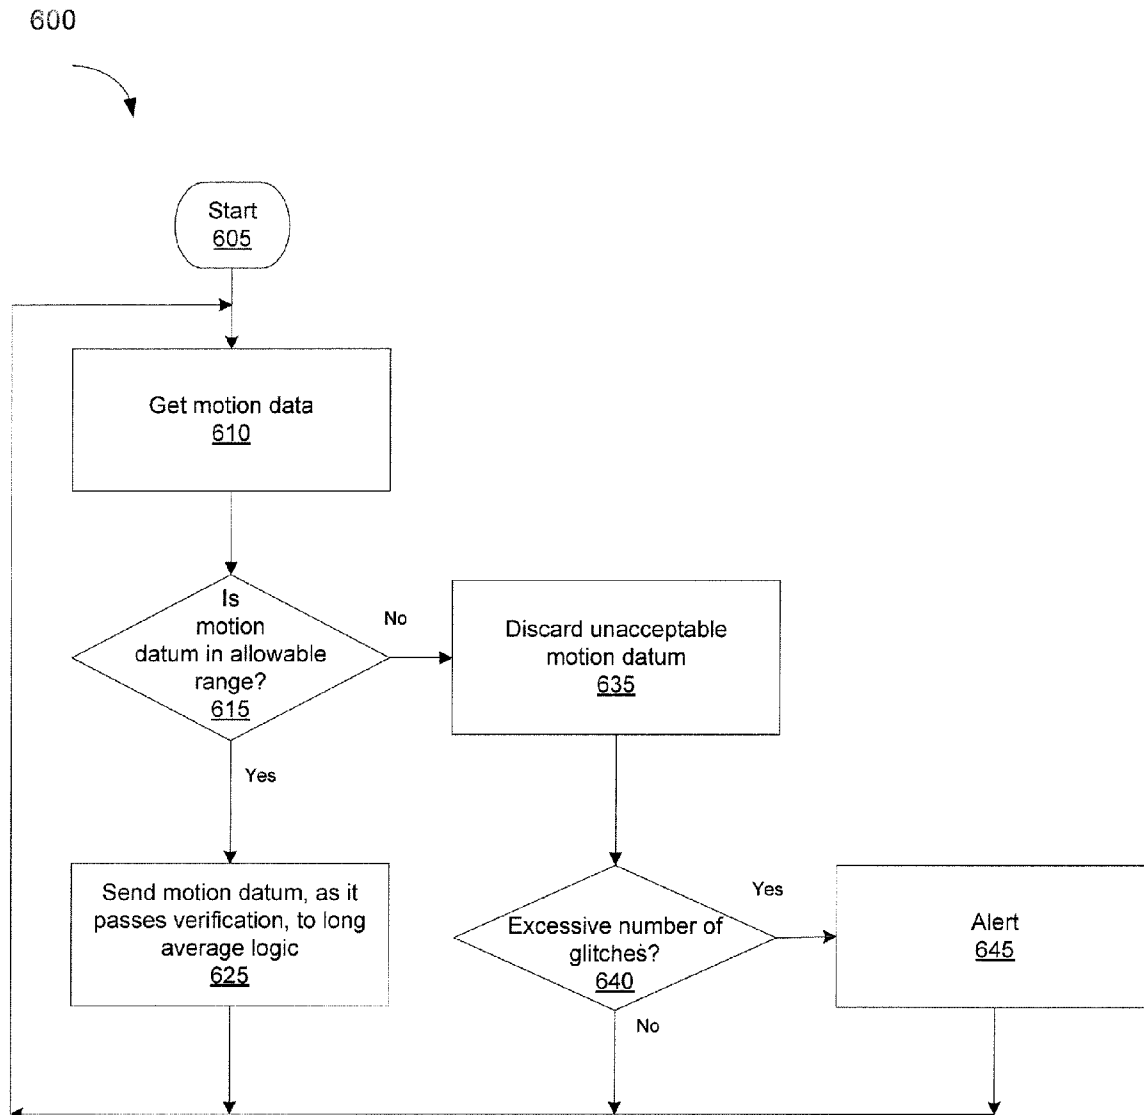 600
Start
605
Get motion data
610
Is
motion
datum in allowable
range?
615
No
Discard unacceptable
motion datum
635
Yes
Send motion datum, as it
passes verification, to long
average logic
625
Excessive number of
glitches?
640
Yes
Alert
645
No